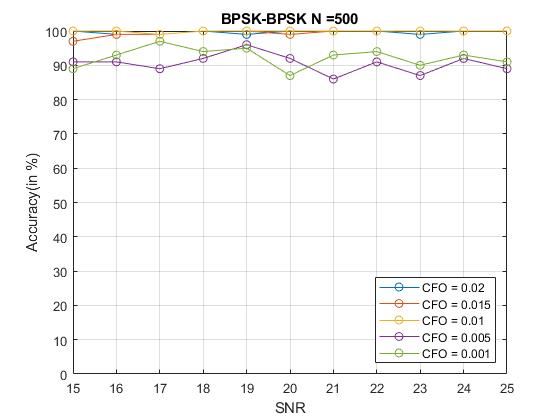 BPSK-BPSK N =500
100
90
80
70
60
50
40
30
20
10
0
Accuracy(in %)
15 16 17 18 19 20 21 22 23 24 25
SNR
CFO = 0.02
CFO = 0.015
CFO = 0.01
CFO = 0.005
CFO = 0.001